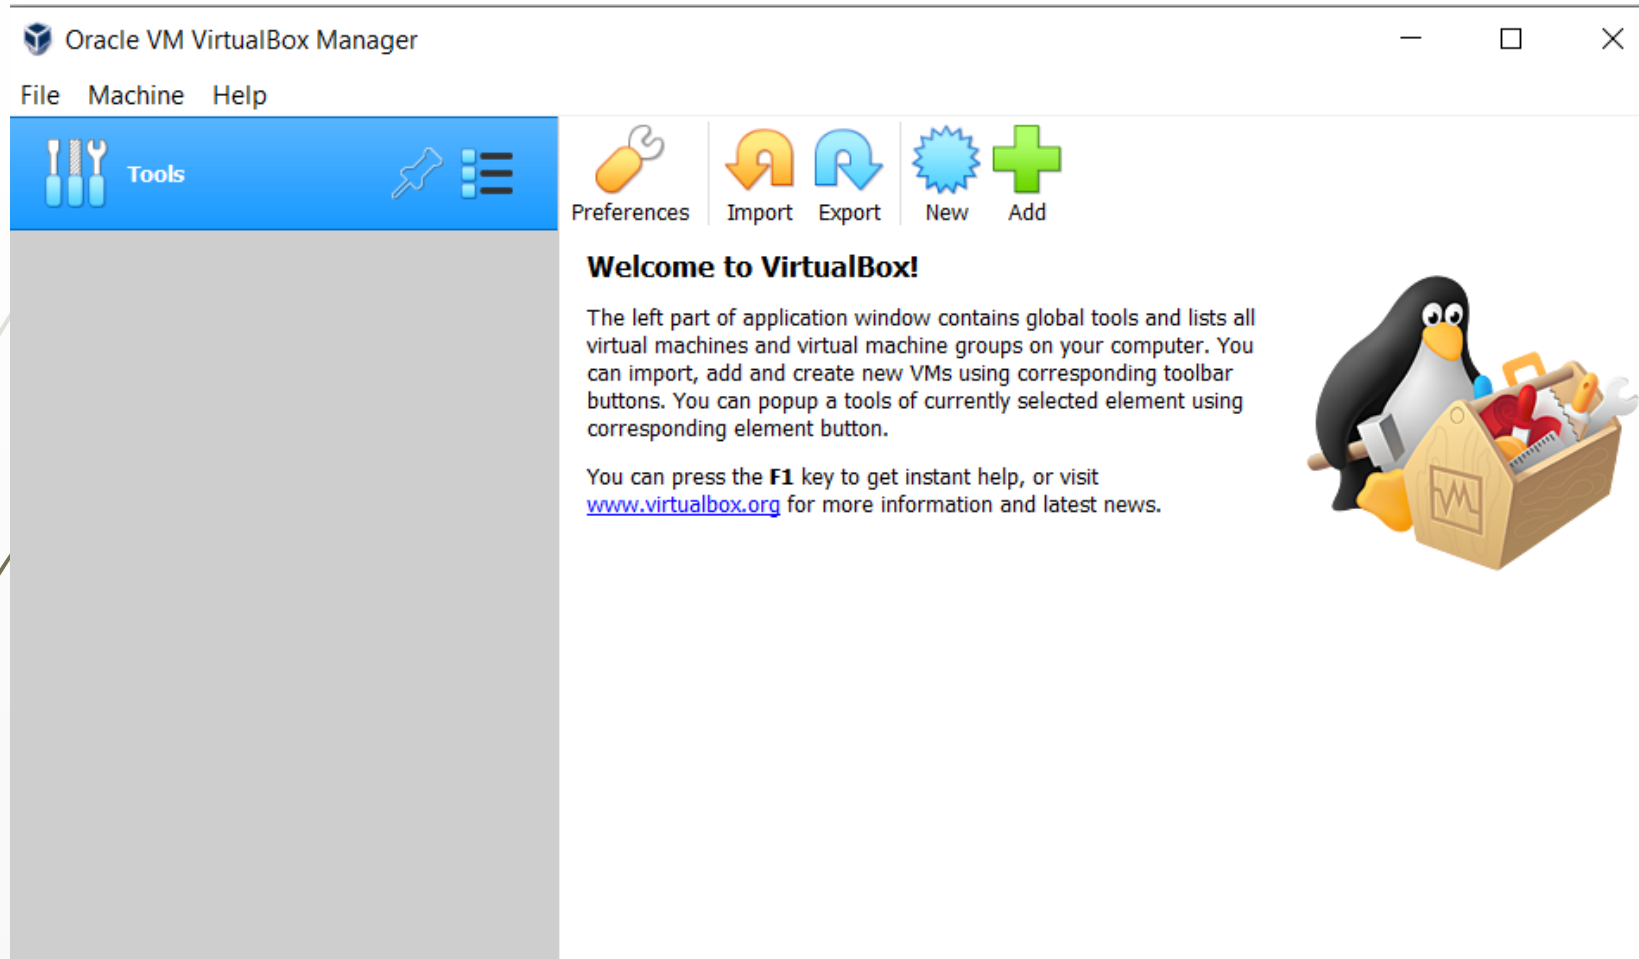 Oracle VM VirtualBox Manager
File Machine Help
Tools
Preferences Import Export New Add
Welcome to VirtualBox!
The left part of application window contains global tools and lists all
virtual machines and virtual machine groups on your computer. You
can import, add and create new VMs using corresponding toolbar
buttons. You can popup a tools of currently selected element using
corresponding element button.
You can press the F1 key to get instant help, or visit
www.virtualbox.org for more information and latest news.